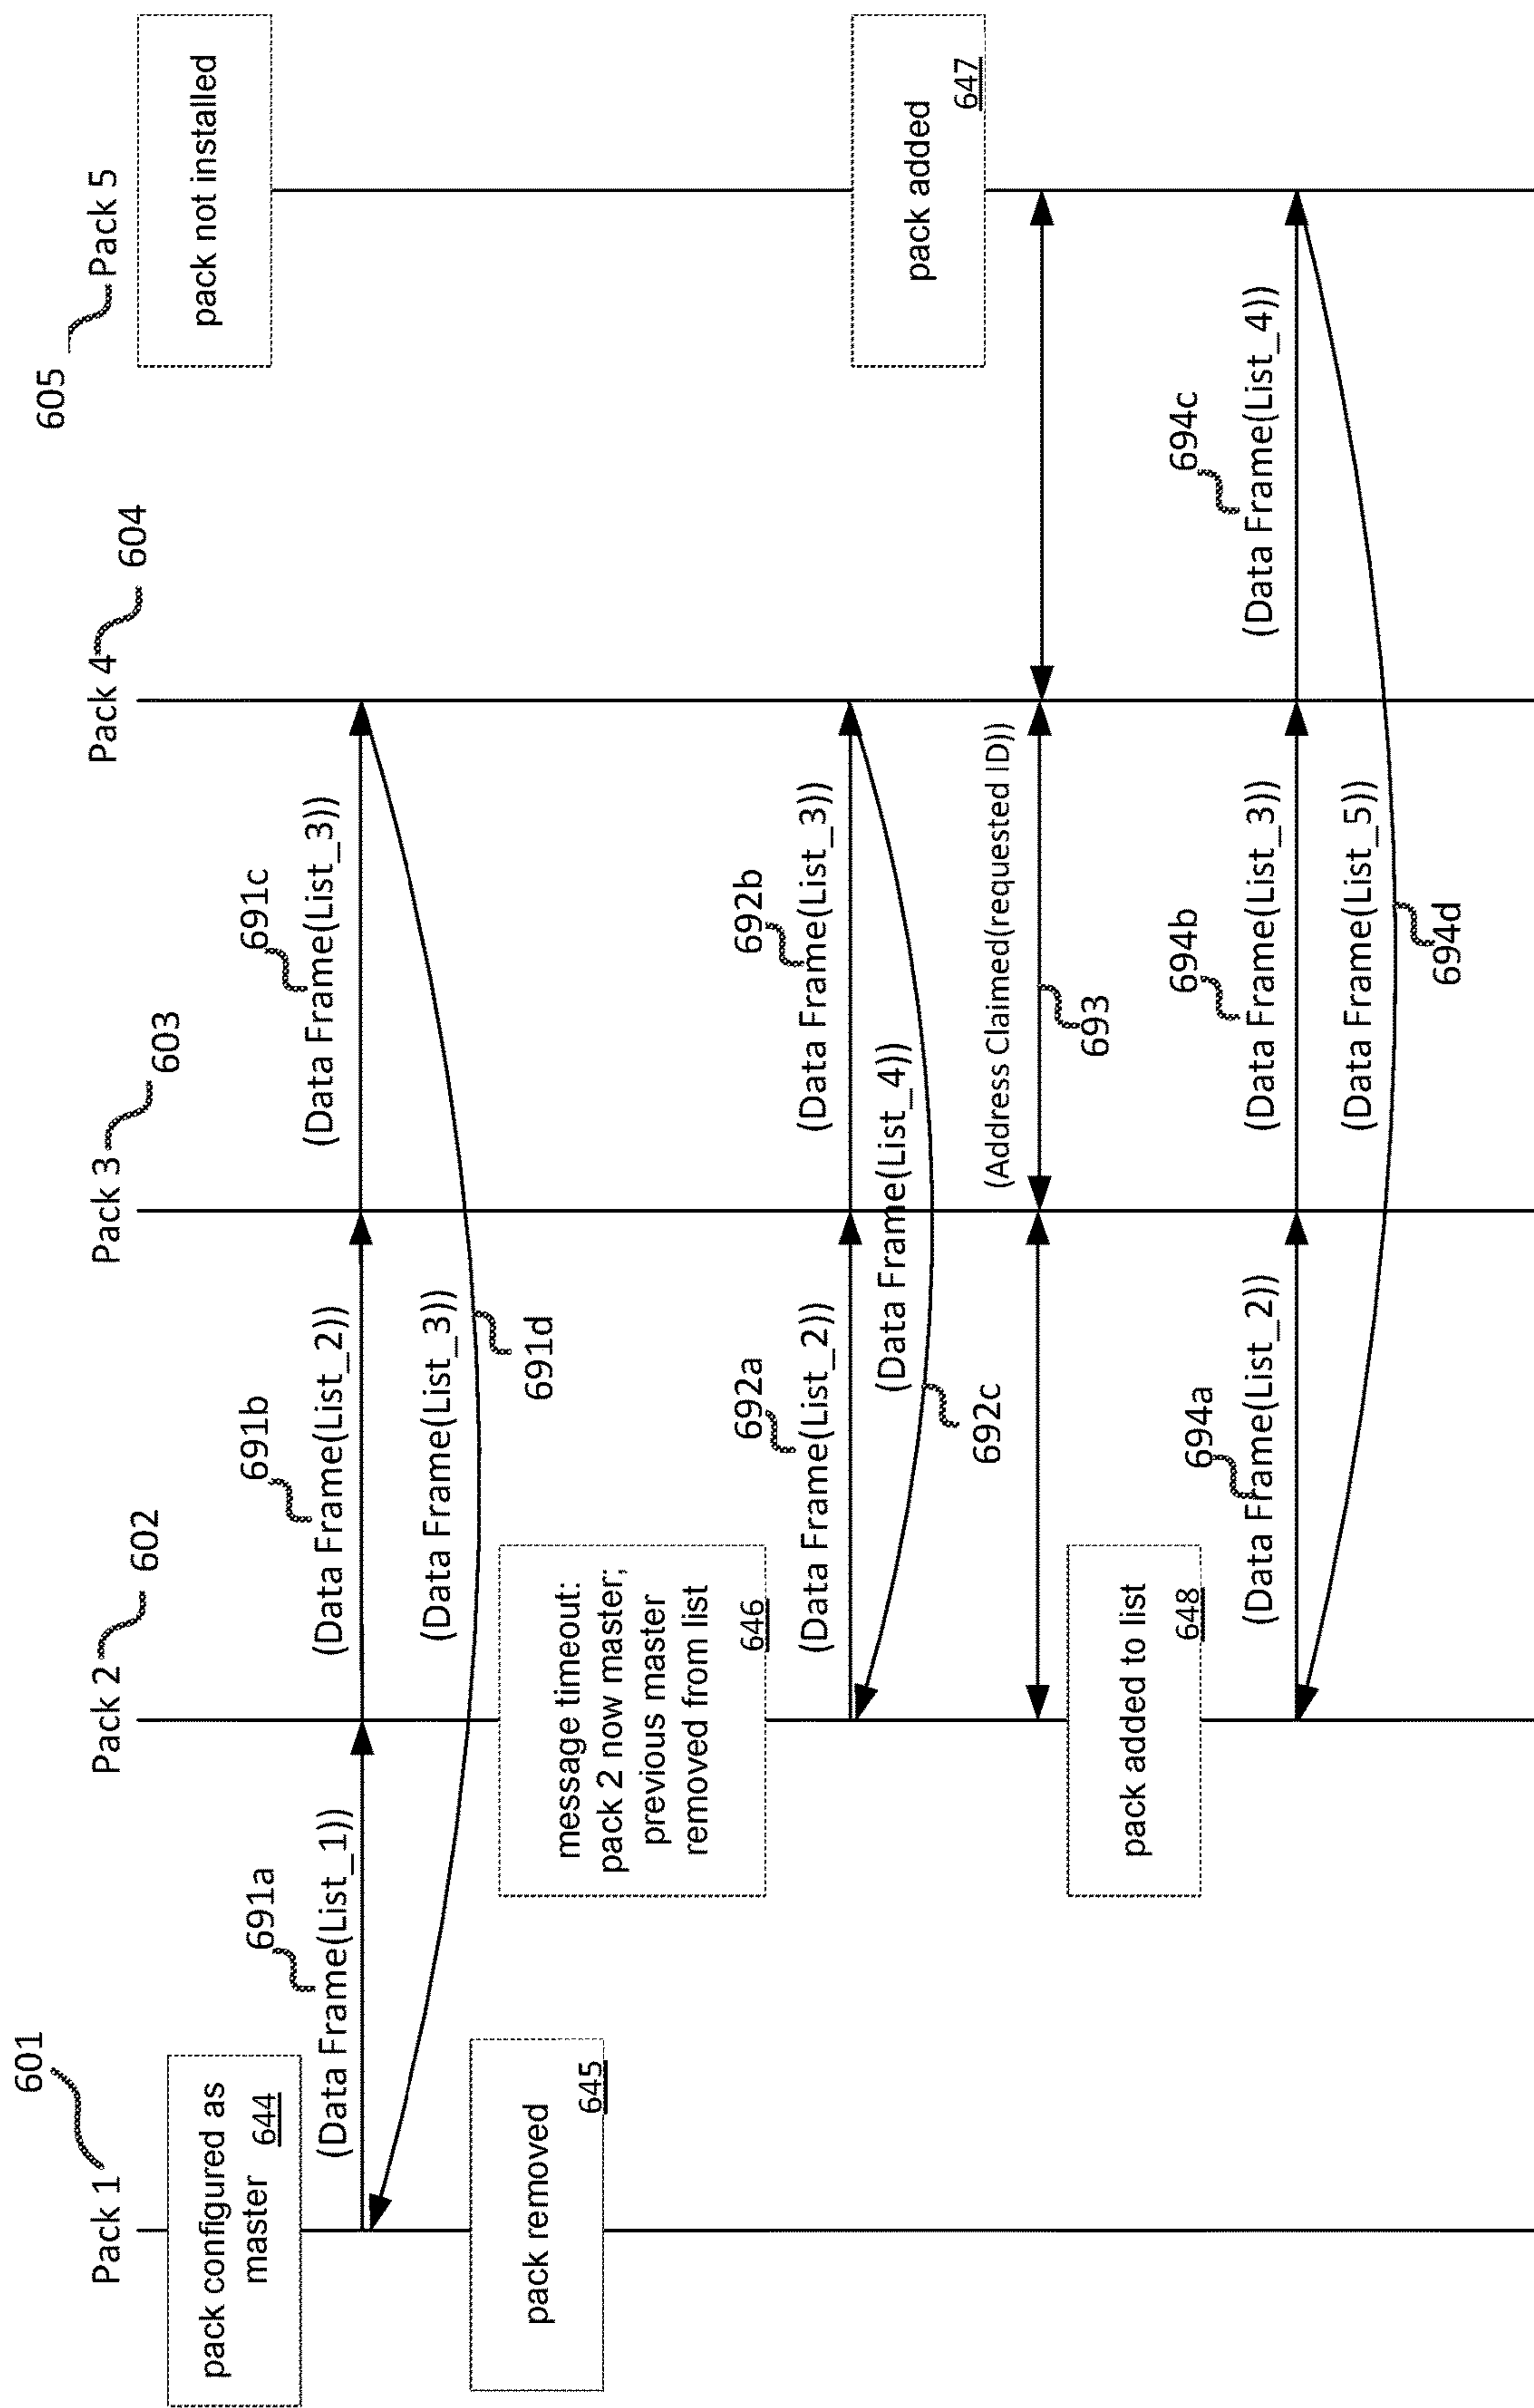 601
602
603
604
605
Pack 1
Pack 2
Pack 3
Pack 4
Pack 5
pack configured as
master 644
pack not installed
691a
691b
691c
(Data Frame(List_1))
(Data Frame(List_2))
(Data Frame(List_3))
(Data Frame(List_3))
691d
pack removed
645
message timeout:
pack 2 now master;
previous master
removed from list
646
692a
692b
(Data Frame(List_2))
(Data Frame(List_3))
(Data Frame(List_4))
692c
pack added
647
(Address Claimed(requested ID))
693
pack added to list
648
694a
694b
694c
(Data Frame(List_2))
(Data Frame(List_3))
(Data Frame(List_4))
(Data Frame(List_5))
694d